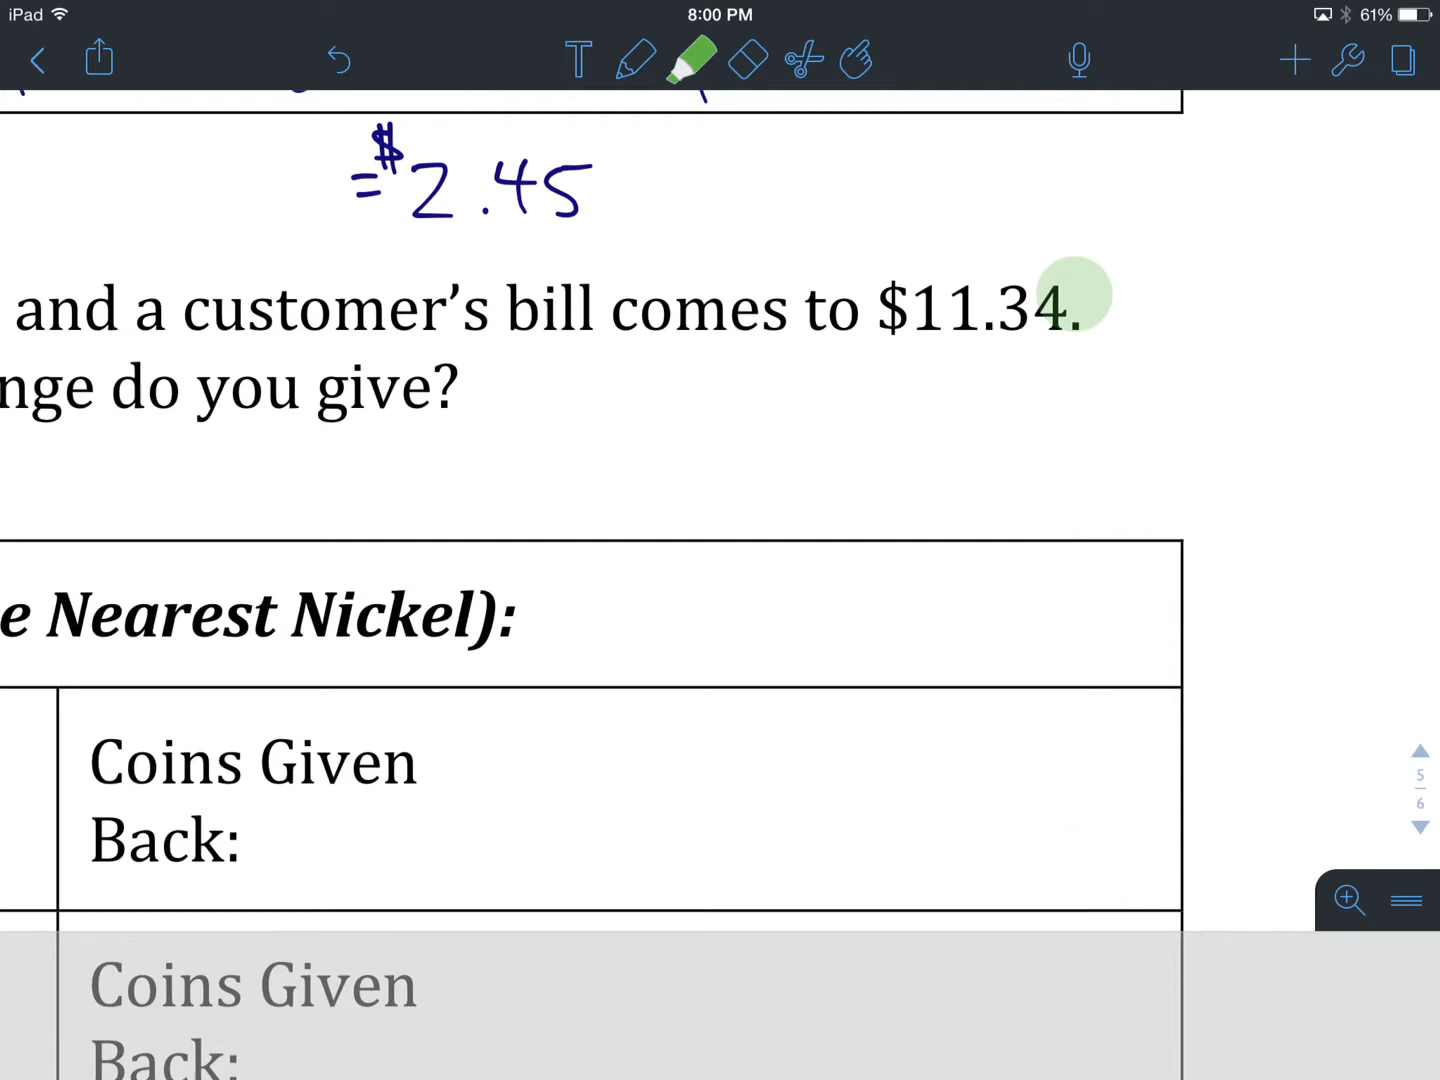 iPad 8:00 PM 61%
T
= $2.45
and a customer's bill comes to $11.34.
nge do you give?
e Nearest Nickel):
Coins Given
Back:
5
6
Coins Given
Back: